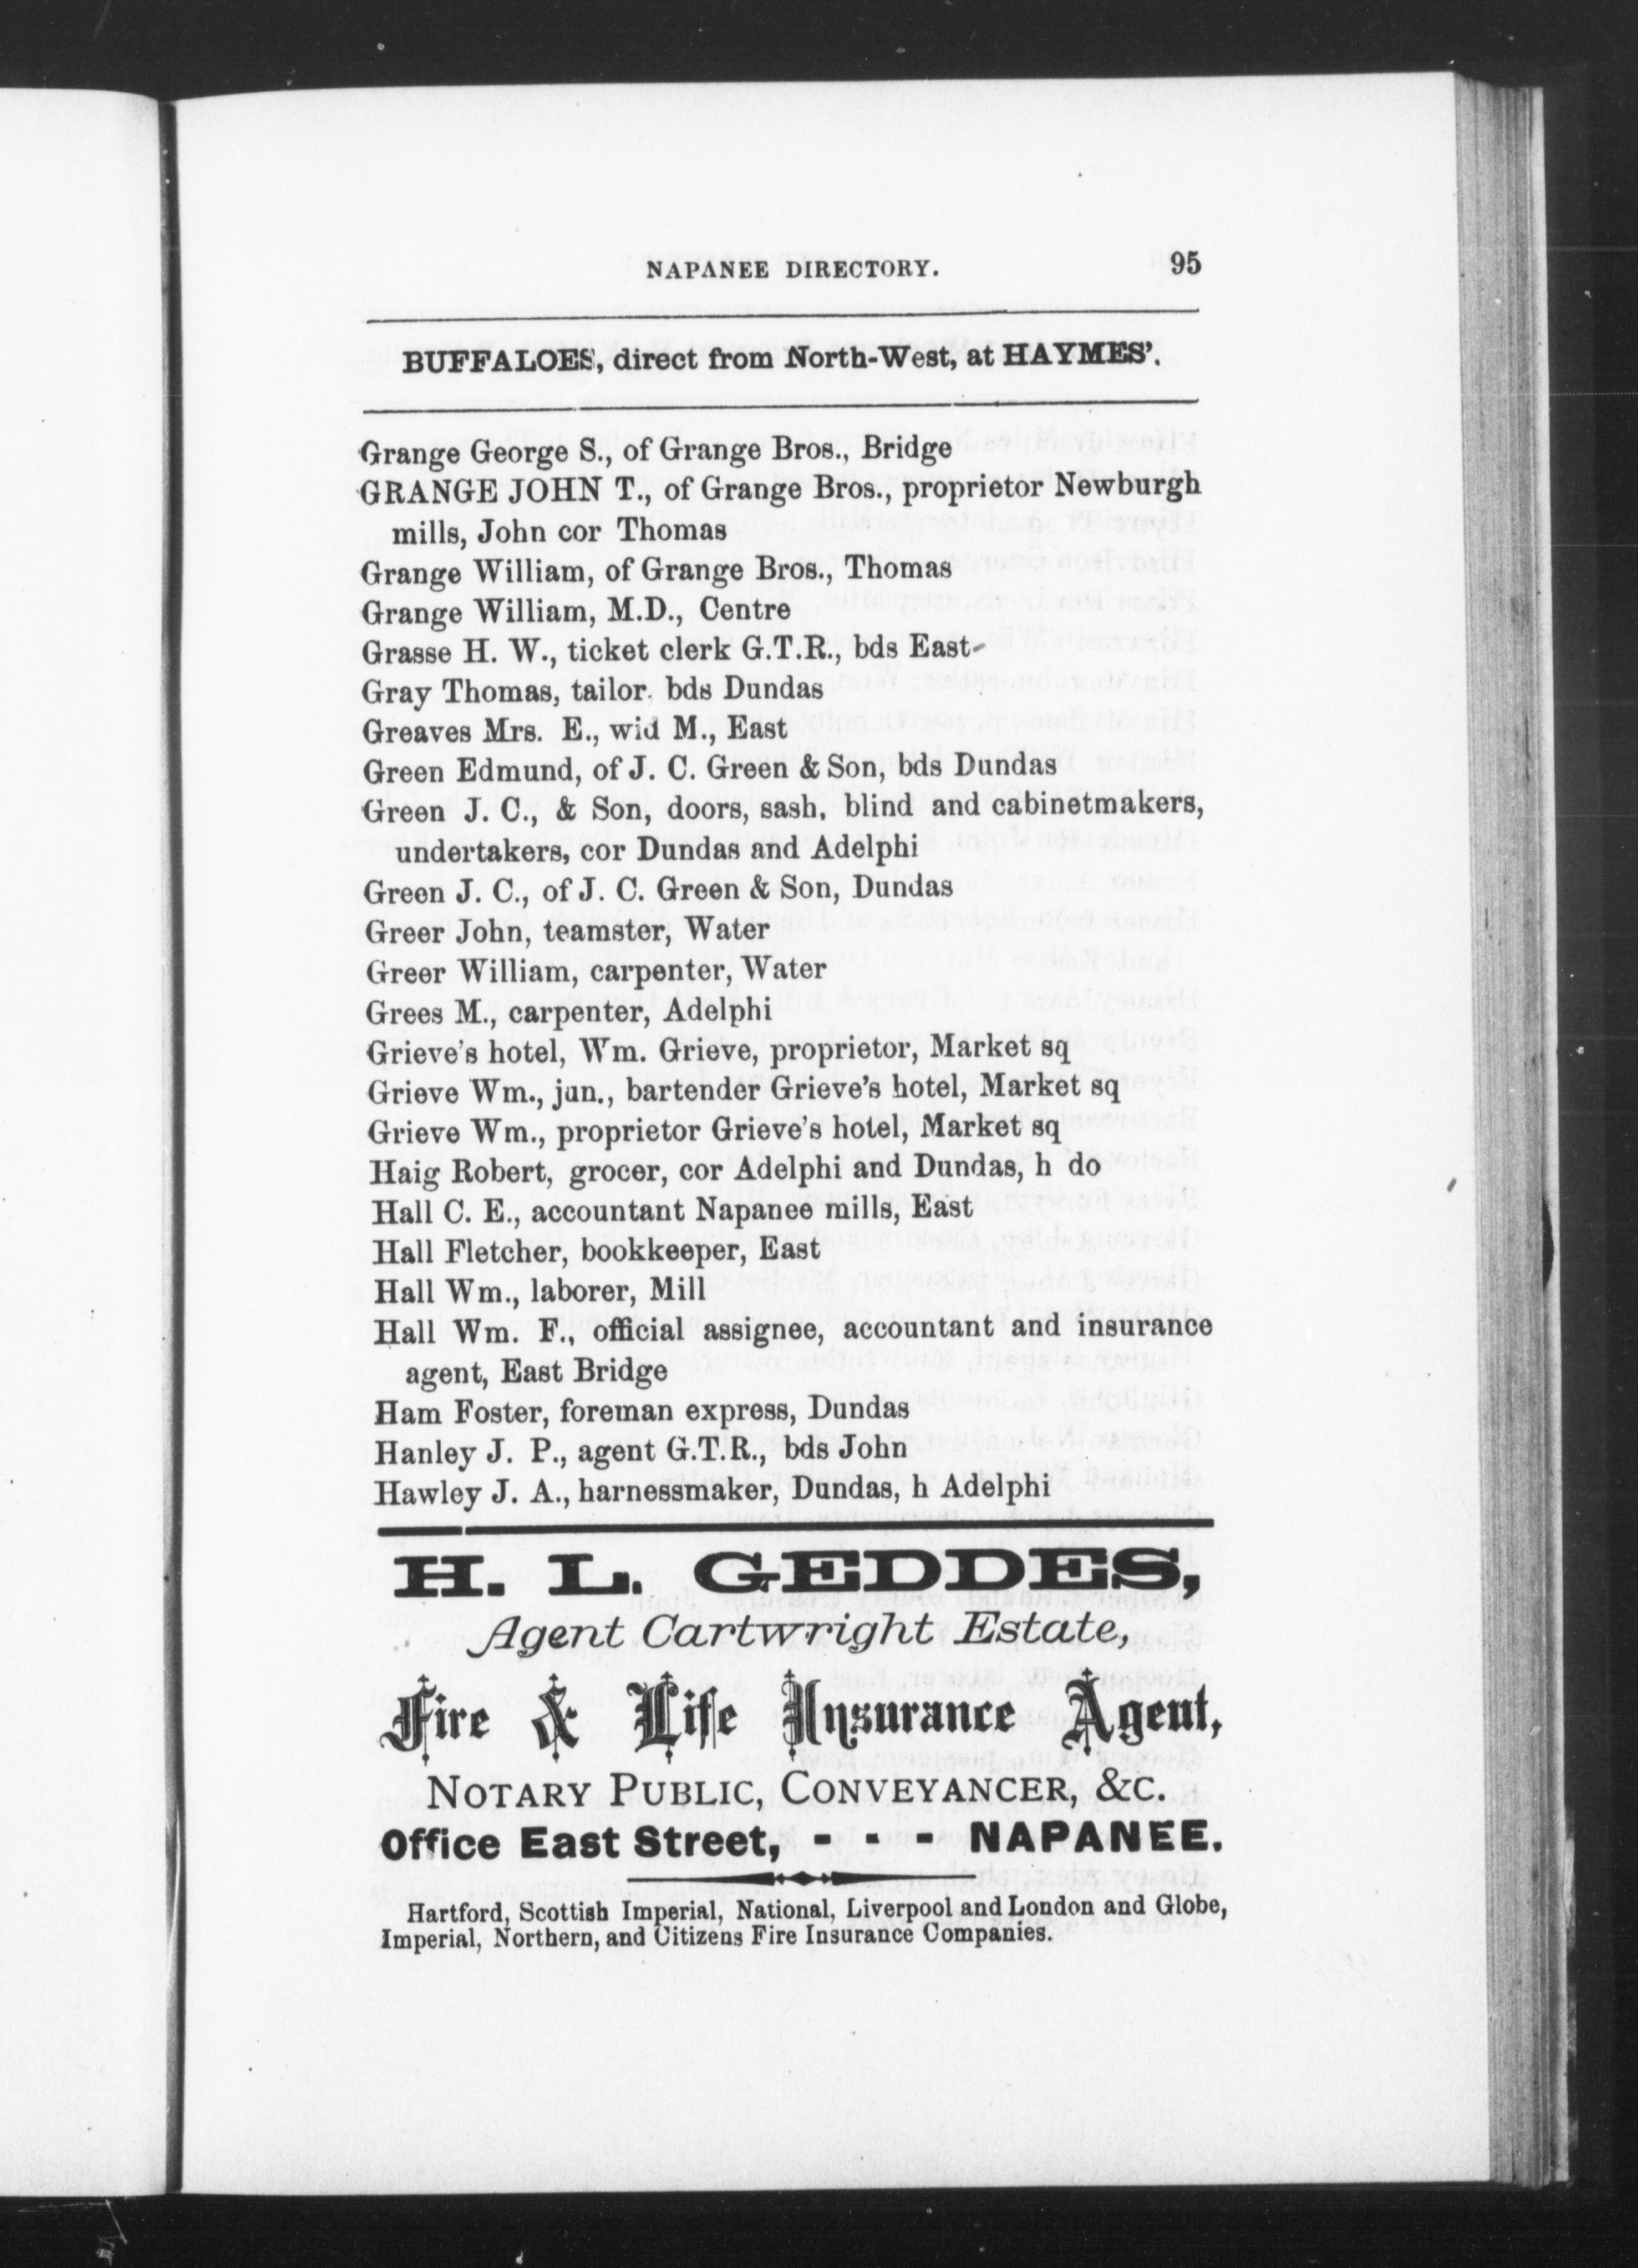 NAPANEE DIRECTORY. 95
BUFFALOES, direct from North-West, at HAYMES'.
Grange George S., of Grange Bros., Bridge
GRANGE JOHN T., of Grange Bros., proprietor Newburgh
mills, John cor Thomas
Grange William, of Grange Bros., Thomas
Grange William, M.D., Centre
Grasse H. W., ticket clerk G.T.R., bds East
Gray Thomas, tailor, bds Dundas
Greaves Mrs. E., wid M., East
Green Edmund, of J. C. Green & Son, bds Dundas
Green J. C., & Son, doors, sash, blind and cabinetmakers,
undertakers, cor Dundas and Adelphi
Green J. C., of J. C. Green & Son, Dundas
Greer John, teamster, Water
Greer William, carpenter, Water
Grees M., carpenter, Adelphi
Grieve's hotel, Wm. Grieve, proprietor, Market sq
Grieve Wm., jun., bartender Grieve's hotel, Market sq
Grieve Wm., proprietor Grieve's hotel, Market sq
Haig Robert, grocer, cor Adelphi and Dundas, h do
Hall C. E., accountant Napanee mills, East
Hall Fletcher, bookkeeper, East
Hall Wm., laborer, Mill
Hall Wm. F., official assignee, accountant and insurance
agent, East Bridge
Ham Foster, foreman express, Dundas
Hanley J. P., agent G.T.R., bds John
Hawley J. A., harnessmaker, Dundas, h Adelphi
H. L. GEDDES,
Agent Cartwright Estate,
Fire & Life Insurance Agent,
NOTARY PUBLIC, CONVEYANCER, &C.
Office East Street, - - - NAPANEE.
Hartford, Scottish Imperial, National, Liverpool and London and Globe,
Imperial, Northern, and Citizens Fire Insurance Companies.